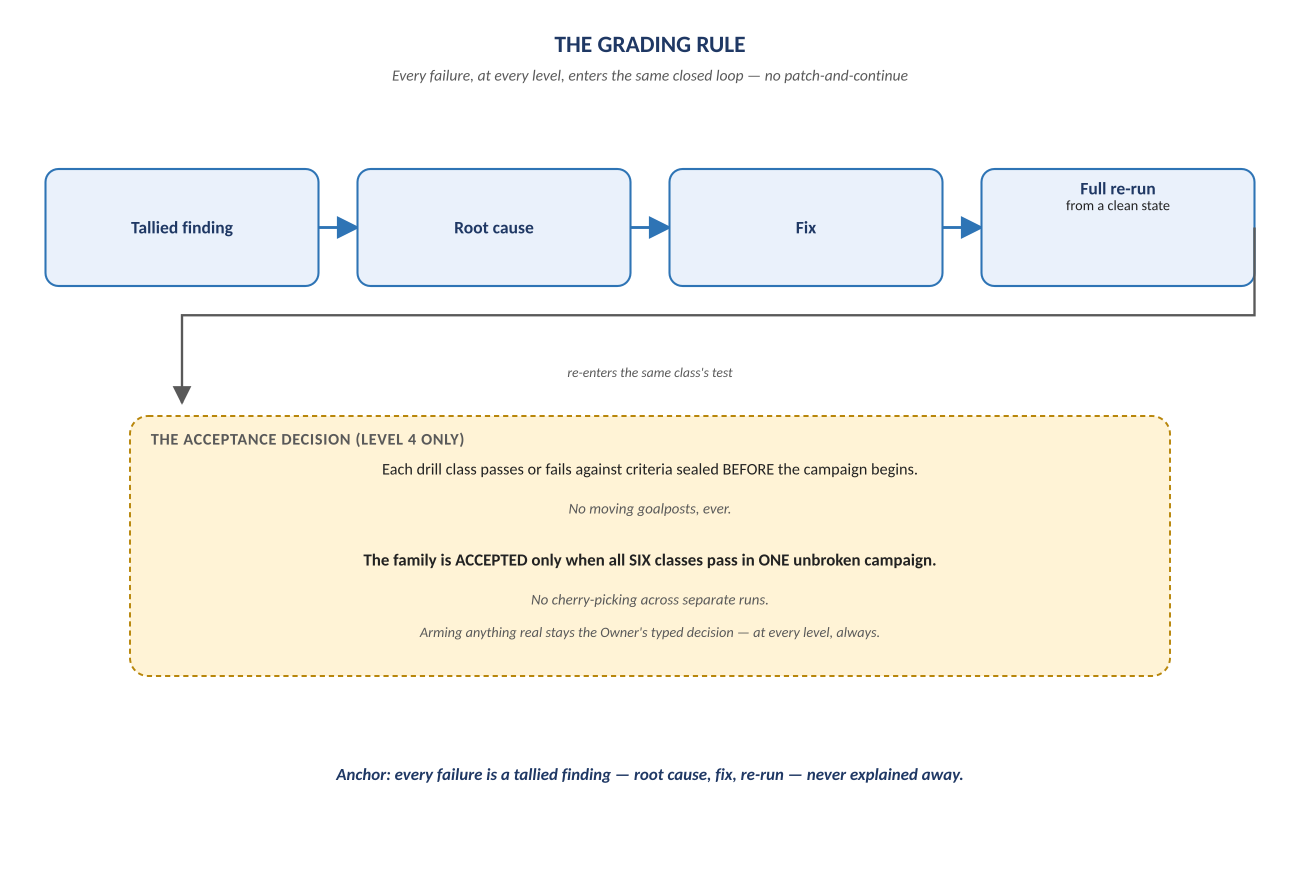 THE GRADING RULE
Every failure, at every level, enters the same closed loop — no patch-and-continue
Tallied finding
Root cause
Fix
Full re-run
from a clean state
re-enters the same class's test
THE ACCEPTANCE DECISION (LEVEL 4 ONLY)
Each drill class passes or fails against criteria sealed BEFORE the campaign begins.
No moving goalposts, ever.
The family is ACCEPTED only when all SIX classes pass in ONE unbroken campaign.
No cherry-picking across separate runs.
Arming anything real stays the Owner's typed decision — at every level, always.
Anchor: every failure is a tallied finding — root cause, fix, re-run — never explained away.